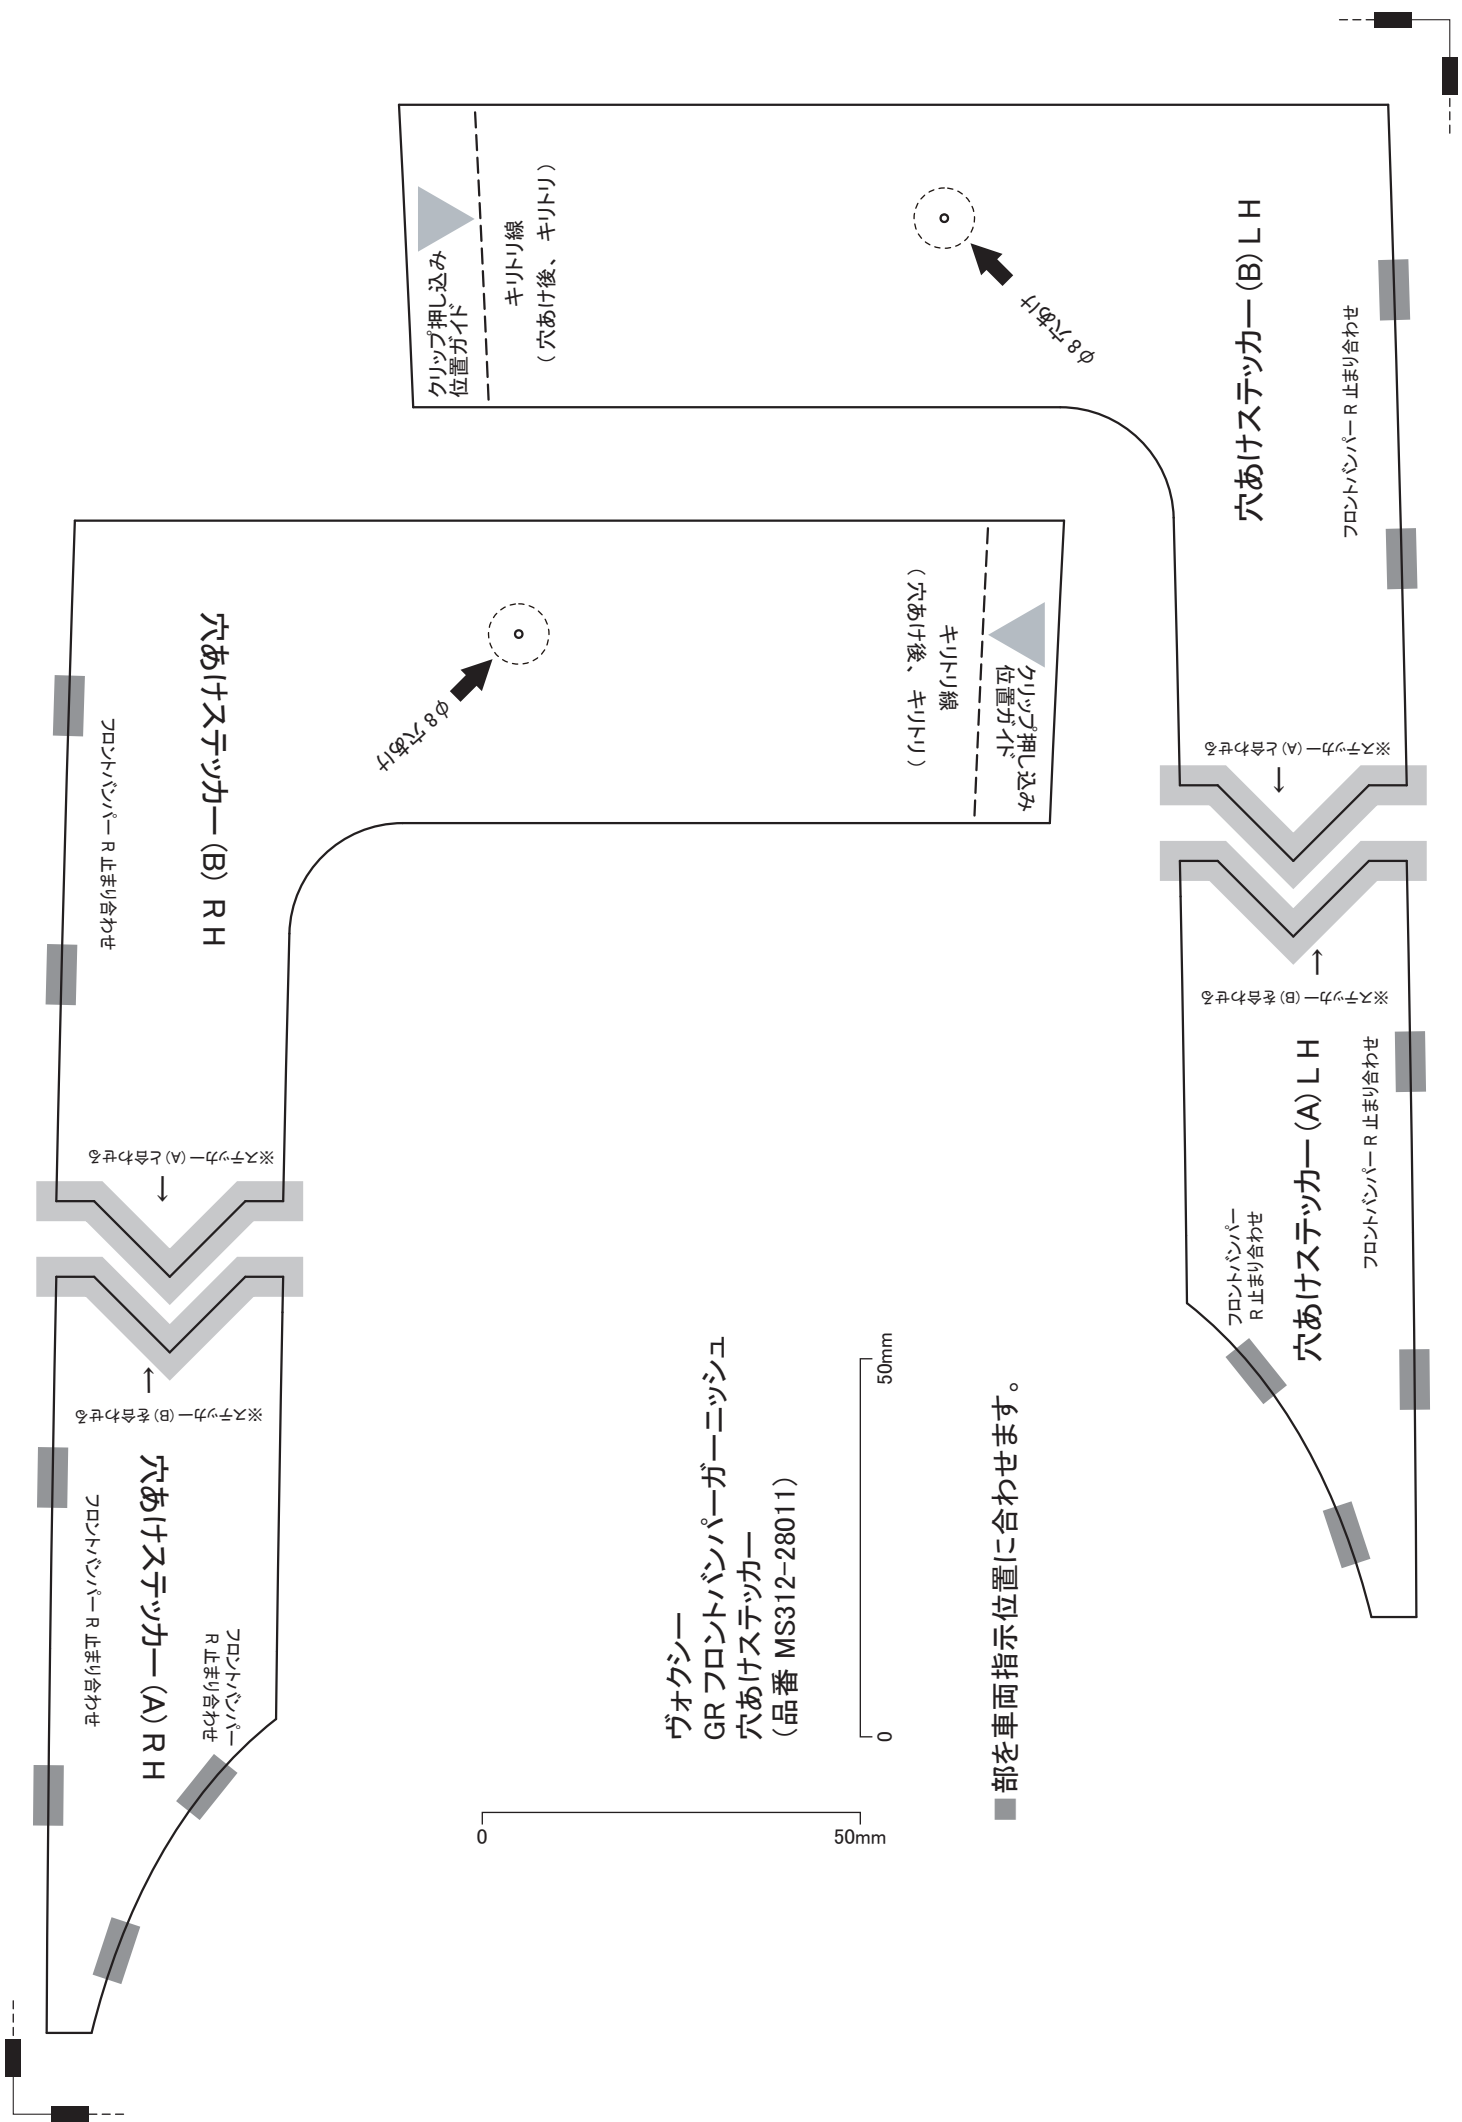 クリップ押し込み
位置ガイド
キリトリ線
(穴あけ後、キリトリ)
φ8穴あけ
穴あけステッカー(B)LH
フロントバンパー R 止まり合わせ
※ステッカー(A)と合わせる
↓
↑
※ステッカー(B)を合わせる
穴あけステッカー(A)LH
フロントバンパー R 止まり合わせ
フロントバンパー
R 止まり合わせ
穴あけステッカー(B) RH
フロントバンパー R 止まり合わせ
φ8穴あけ
キリトリ線
(穴あけ後、キリトリ)
クリップ押し込み
位置ガイド
※ステッカー(A)と合わせる
↓
↑
※ステッカー(B)を合わせる
穴あけステッカー(A)RH
フロントバンパー R 止まり合わせ
フロントバンパー
R 止まり合わせ
ヴォクシー
GR フロントバンパーガーニッシュ
穴あけステッカー
(品番 MS312-28011)
0 50mm
0 50mm
■部を車両指示位置に合わせます。